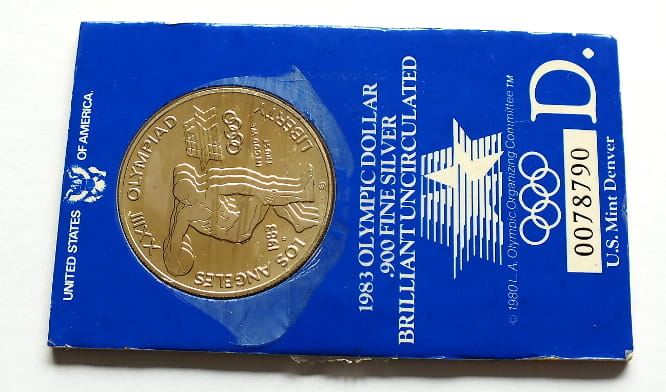 UNITED STATES OF AMERICA.
XXIII OLYMPIAD
LOS ANGELES
1983
D
LIBERTY
IN GOD WE
TRUST
1983 OLYMPIC DOLLAR
.900 FINE SILVER
BRILLIANT UNCIRCULATED
© 1980 L.A. Olympic Organizing Committee TM
D.
0078790
U.S. Mint Denver